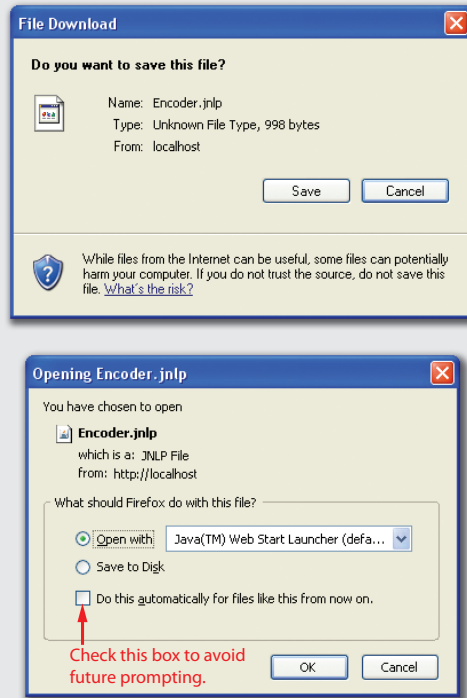 File Download
Do you want to save this file?
Name: Encoder.jnlp
Type: Unknown File Type, 998 bytes
From: localhost
Save Cancel
While files from the Internet can be useful, some files can potentially
harm your computer. If you do not trust the source, do not save this
file. What's the risk?
Opening Encoder.jnlp
You have chosen to open
Encoder.jnlp
which is a: JNLP File
from: http://localhost
What should Firefox do with this file?
Open with Java(TM) Web Start Launcher (defa...
Save to Disk
Do this automatically for files like this from now on.
Check this box to avoid
future prompting.
OK Cancel